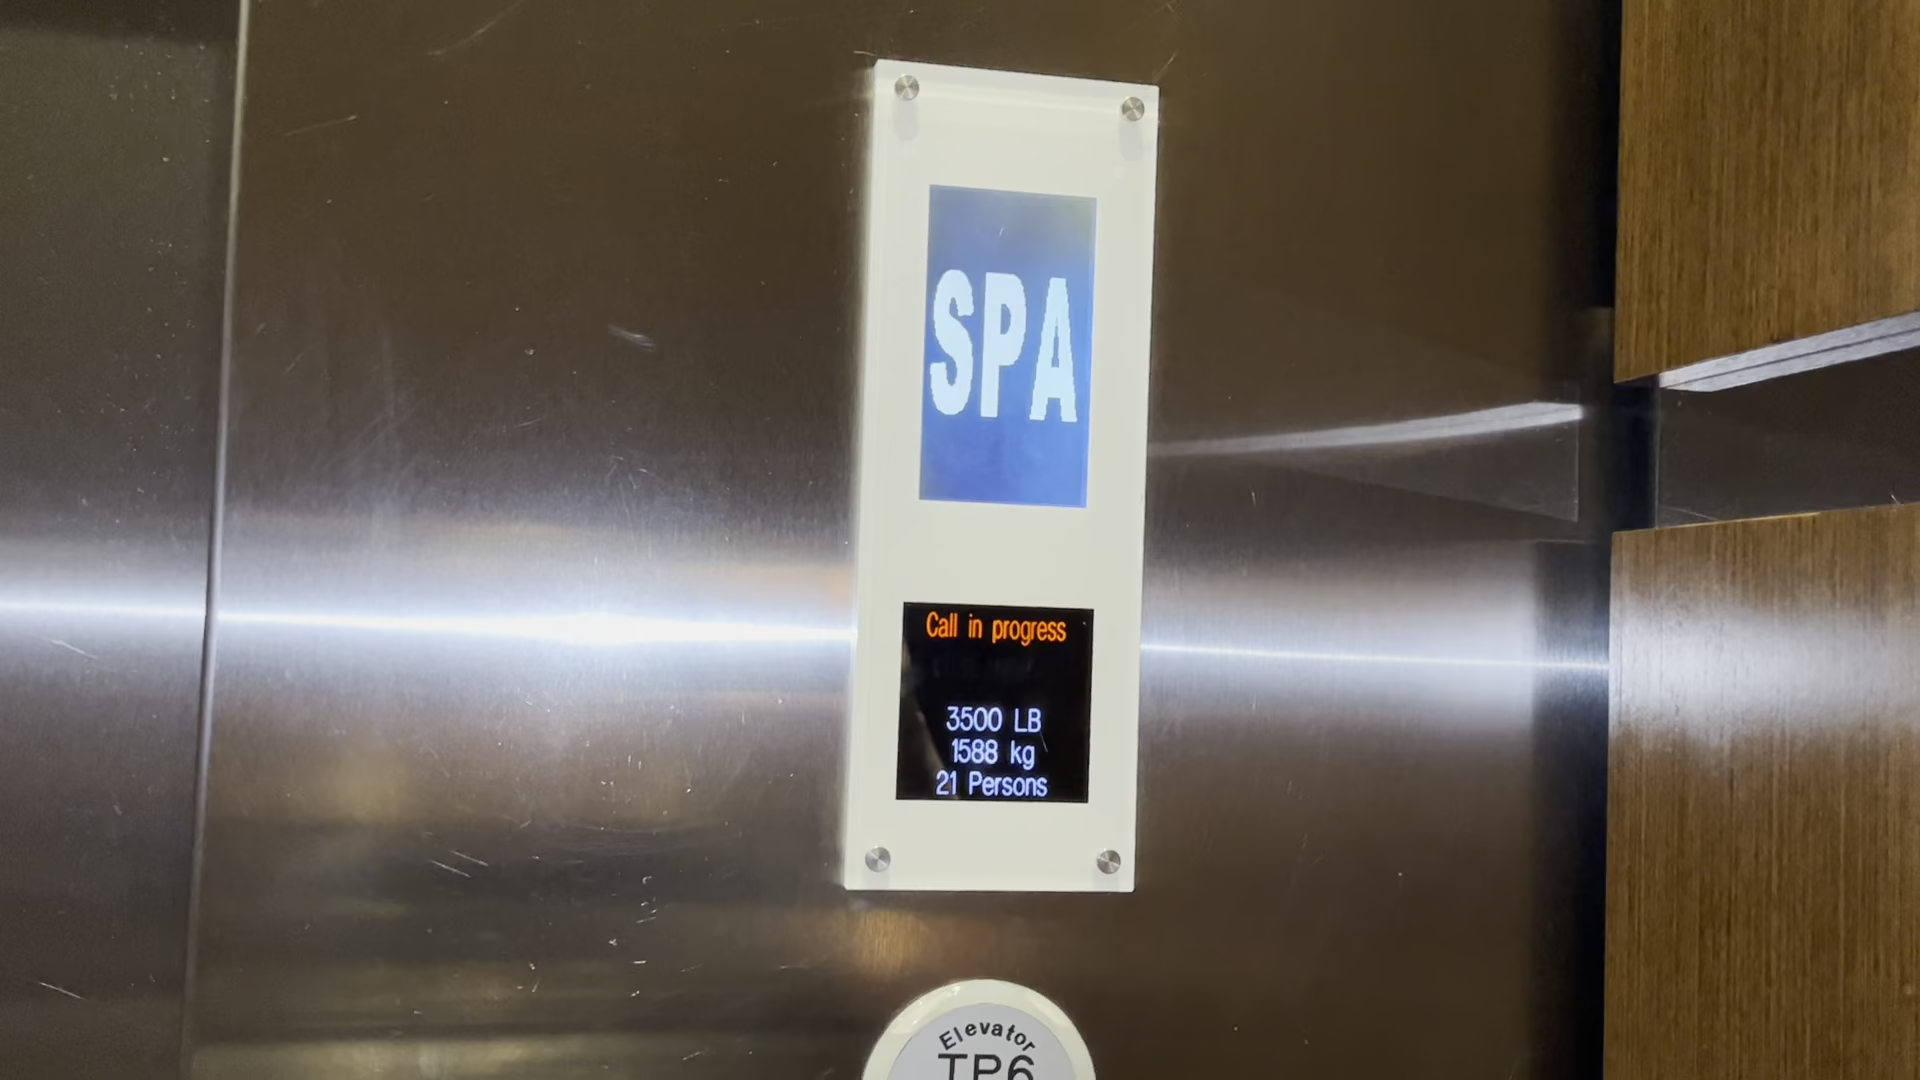 SPA
Call in progress
3500 LB
1588 kg
21 Persons
Elevator
TP6